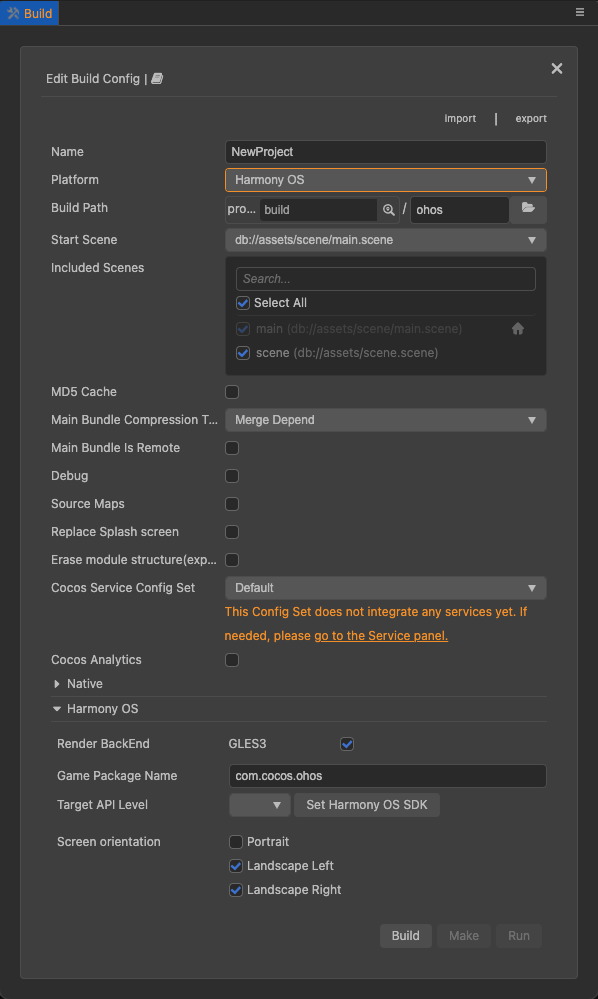 Build
Edit Build Config |
import | export
Name NewProject
Platform Harmony OS
Build Path pro... build / ohos
Start Scene db://assets/scene/main.scene
Included Scenes
Search...
Select All
main (db://assets/scene/main.scene)
scene (db://assets/scene.scene)
MD5 Cache
Main Bundle Compression T... Merge Depend
Main Bundle Is Remote
Debug
Source Maps
Replace Splash screen
Erase module structure(exp...
Cocos Service Config Set Default
This Config Set does not integrate any services yet. If
needed, please go to the Service panel.
Cocos Analytics
Native
Harmony OS
Render BackEnd GLES3
Game Package Name com.cocos.ohos
Target API Level Set Harmony OS SDK
Screen orientation Portrait
Landscape Left
Landscape Right
Build Make Run